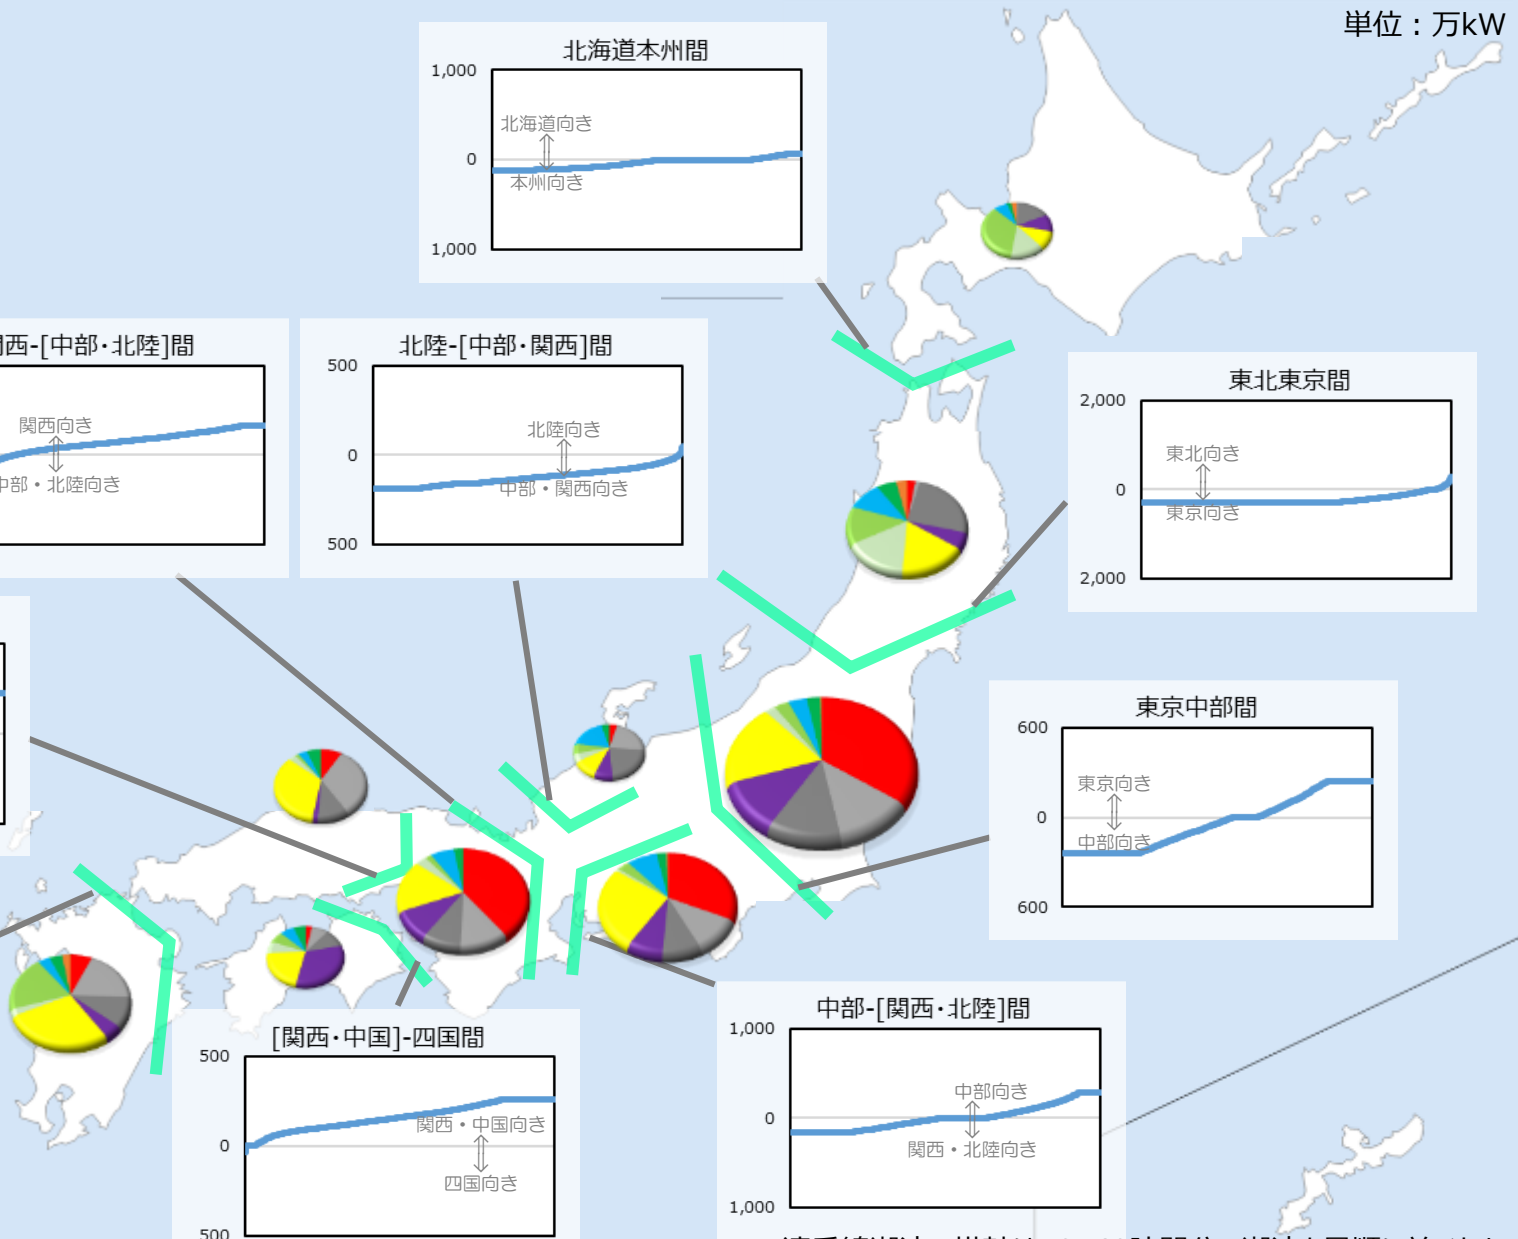 単位：万kW
北海道本州間
1,000
北海道向き
0
本州向き
1,000
西-[中部・北陸]間
関西向き
中部・北陸向き
北陸-[中部・関西]間
500
北陸向き
0
中部・関西向き
500
東北東京間
2,000
東北向き
0
東京向き
2,000
東京中部間
600
東京向き
0
中部向き
600
[関西・中国]-四国間
500
関西・中国向き
0
四国向き
500
中部-[関西・北陸]間
1,000
中部向き
0
関西・北陸向き
1,000